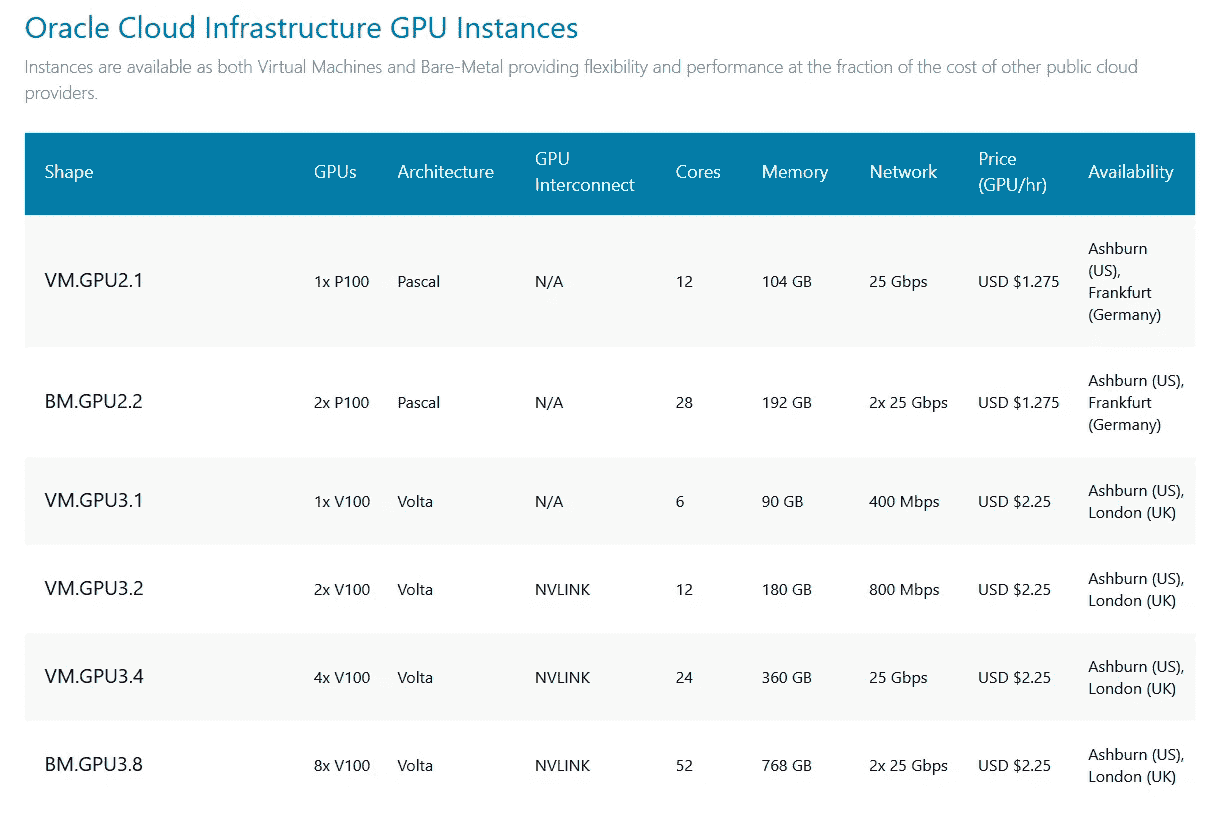 Oracle Cloud Infrastructure GPU Instances
Instances are available as both Virtual Machines and Bare-Metal providing flexibility and performance at the fraction of the cost of other public cloud
providers.
Shape GPUs Architecture GPU Interconnect Cores Memory Network Price (GPU/hr) Availability
VM.GPU2.1 1x P100 Pascal N/A 12 104 GB 25 Gbps USD $1.275 Ashburn (US), Frankfurt (Germany)
BM.GPU2.2 2x P100 Pascal N/A 28 192 GB 2x 25 Gbps USD $1.275 Ashburn (US), Frankfurt (Germany)
VM.GPU3.1 1x V100 Volta N/A 6 90 GB 400 Mbps USD $2.25 Ashburn (US), London (UK)
VM.GPU3.2 2x V100 Volta NVLINK 12 180 GB 800 Mbps USD $2.25 Ashburn (US), London (UK)
VM.GPU3.4 4x V100 Volta NVLINK 24 360 GB 25 Gbps USD $2.25 Ashburn (US), London (UK)
BM.GPU3.8 8x V100 Volta NVLINK 52 768 GB 2x 25 Gbps USD $2.25 Ashburn (US), London (UK)